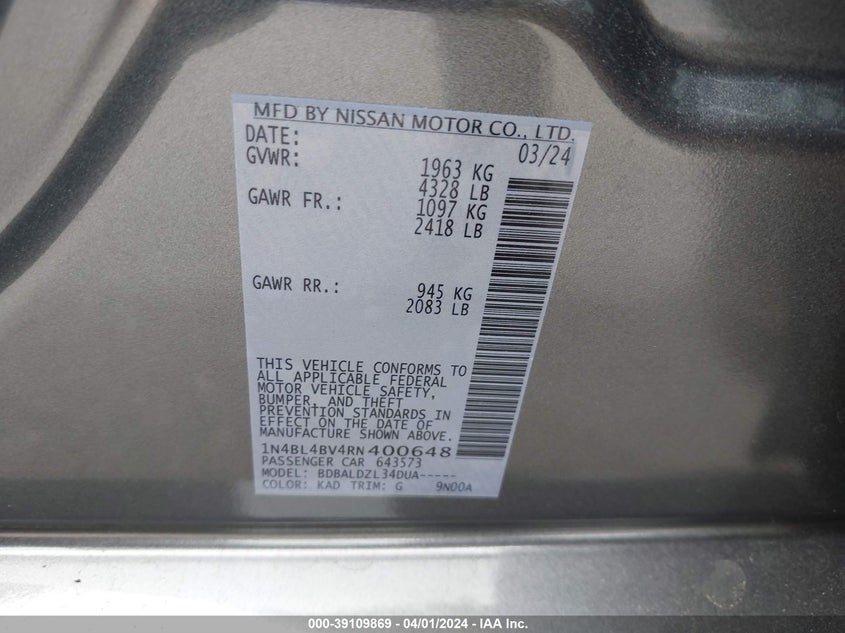 MFD BY NISSAN MOTOR CO., LTD.
DATE: 03/24
GVWR: 1963 KG
4328 LB
GAWR FR.: 1097 KG
2418 LB
GAWR RR.: 945 KG
2083 LB
THIS VEHICLE CONFORMS TO
ALL APPLICABLE FEDERAL
MOTOR VEHICLE SAFETY,
BUMPER, AND THEFT
PREVENTION STANDARDS IN
EFFECT ON THE DATE OF
MANUFACTURE SHOWN ABOVE.
1N4BL4BV4RN400648
PASSENGER CAR 643573
MODEL: BDBALDZL34DUA-----
COLOR: KAD TRIM: G 9N00A
000-39109869 - 04/01/2024 - IAA Inc.